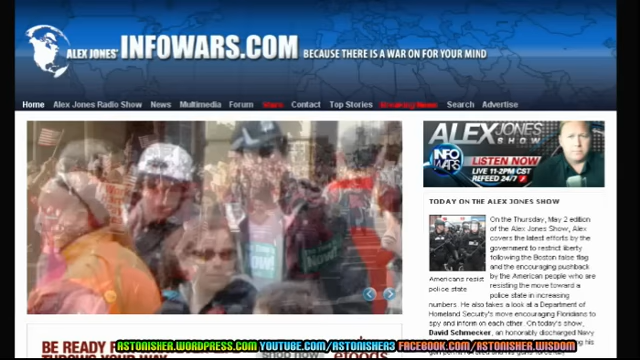 ALEX JONES' INFOWARS.COM BECAUSE THERE IS A WAR ON FOR YOUR MIND
Home Alex Jones Radio Show News Multimedia Forum Store Contact Top Stories Breaking News Search Advertise
ALEX JONES SHOW
INFO WARS
LISTEN NOW
LIVE 11-2PM CST
REFEED 24/7
TODAY ON THE ALEX JONES SHOW
On the Thursday, May 2 edition
of the Alex Jones Show, Alex
covers the latest efforts by the
government to restrict liberty
following the Boston false flag
and the encouraging pushback
by the American people who are
resisting the move toward a
police state in increasing
Americans resist
police state
numbers. He also takes a look at a Department of
Homeland Security's move encouraging Floridians to
spy and inform on each other. On today's show,
David Schmecker, an honorably discharged Navy
BE READY
shop now
efoods
ASTONISHER.WORDPRESS.COM YOUTUBE.COM/ASTONISHER3 FACEBOOK.COM/ASTONISHER.WISDOM